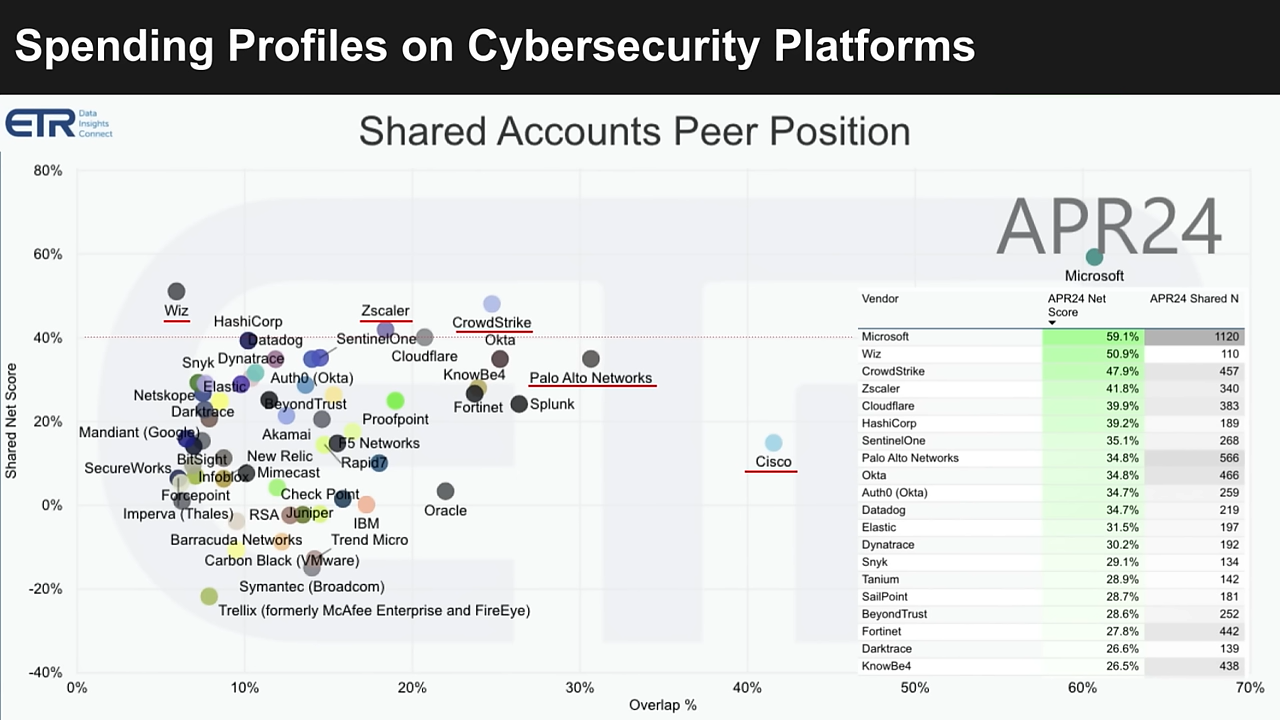 Spending Profiles on Cybersecurity Platforms
ETR Data Insights Connect
Shared Accounts Peer Position
APR24
80%
60%
40%
20%
0%
-20%
-40%
Shared Net Score
0% 10% 20% 30% 40% 50% 60% 70%
Overlap %
Microsoft
Wiz
Zscaler
CrowdStrike
HashiCorp
Datadog
SentinelOne
Okta
Cloudflare
Snyk
Dynatrace
KnowBe4
Palo Alto Networks
Elastic
Auth0 (Okta)
Netskope
BeyondTrust
Fortinet
Splunk
Darktrace
Proofpoint
Mandiant (Google)
Akamai
F5 Networks
BitSight
New Relic
Rapid7
Cisco
SecureWorks
Infoblox
Mimecast
Forcepoint
Check Point
Imperva (Thales)
RSA
Juniper
IBM
Oracle
Barracuda Networks
Trend Micro
Carbon Black (VMware)
Symantec (Broadcom)
Trellix (formerly McAfee Enterprise and FireEye)
Vendor APR24 Net Score APR24 Shared N
Microsoft 59.1% 1120
Wiz 50.9% 110
CrowdStrike 47.9% 457
Zscaler 41.8% 340
Cloudflare 39.9% 383
HashiCorp 39.2% 189
SentinelOne 35.1% 268
Palo Alto Networks 34.8% 566
Okta 34.8% 466
Auth0 (Okta) 34.7% 259
Datadog 34.7% 219
Elastic 31.5% 197
Dynatrace 30.2% 192
Snyk 29.1% 134
Tanium 28.9% 142
SailPoint 28.7% 181
BeyondTrust 28.6% 252
Fortinet 27.8% 442
Darktrace 26.6% 139
KnowBe4 26.5% 438